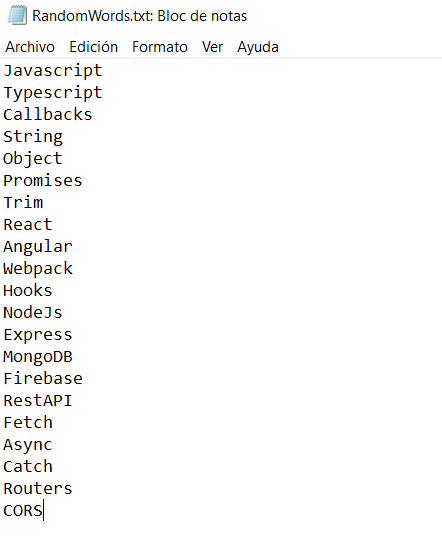 RandomWords.txt: Bloc de notas
Archivo Edición Formato Ver Ayuda
Javascript
Typescript
Callbacks
String
Object
Promises
Trim
React
Angular
Webpack
Hooks
NodeJs
Express
MongoDB
Firebase
RestAPI
Fetch
Async
Catch
Routers
CORS